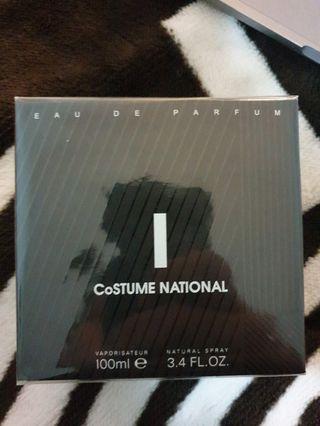 EAU DE PARFUM
I
CoSTUME NATIONAL
VAPORISATEUR NATURAL SPRAY
100ml e 3.4 FL.OZ.